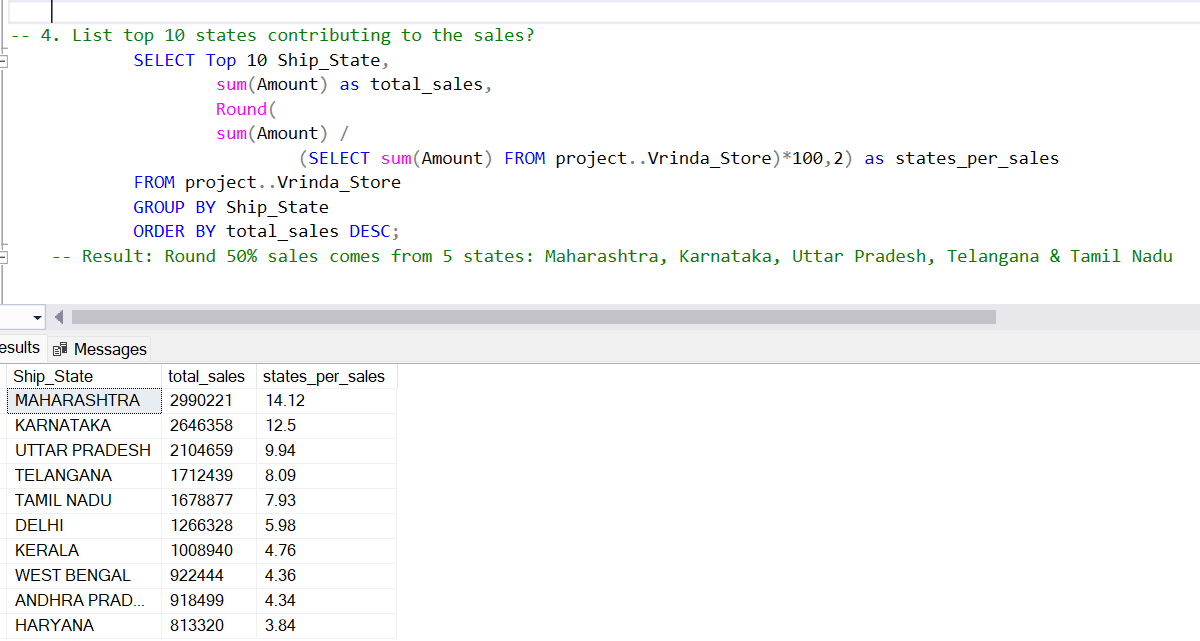 -- 4. List top 10 states contributing to the sales?
SELECT Top 10 Ship_State,
sum(Amount) as total_sales,
Round(
sum(Amount) /
(SELECT sum(Amount) FROM project..Vrinda_Store)*100,2) as states_per_sales
FROM project..Vrinda_Store
GROUP BY Ship_State
ORDER BY total_sales DESC;
-- Result: Round 50% sales comes from 5 states: Maharashtra, Karnataka, Uttar Pradesh, Telangana & Tamil Nadu
esults Messages
Ship_State total_sales states_per_sales
MAHARASHTRA 2990221 14.12
KARNATAKA 2646358 12.5
UTTAR PRADESH 2104659 9.94
TELANGANA 1712439 8.09
TAMIL NADU 1678877 7.93
DELHI 1266328 5.98
KERALA 1008940 4.76
WEST BENGAL 922444 4.36
ANDHRA PRAD... 918499 4.34
HARYANA 813320 3.84